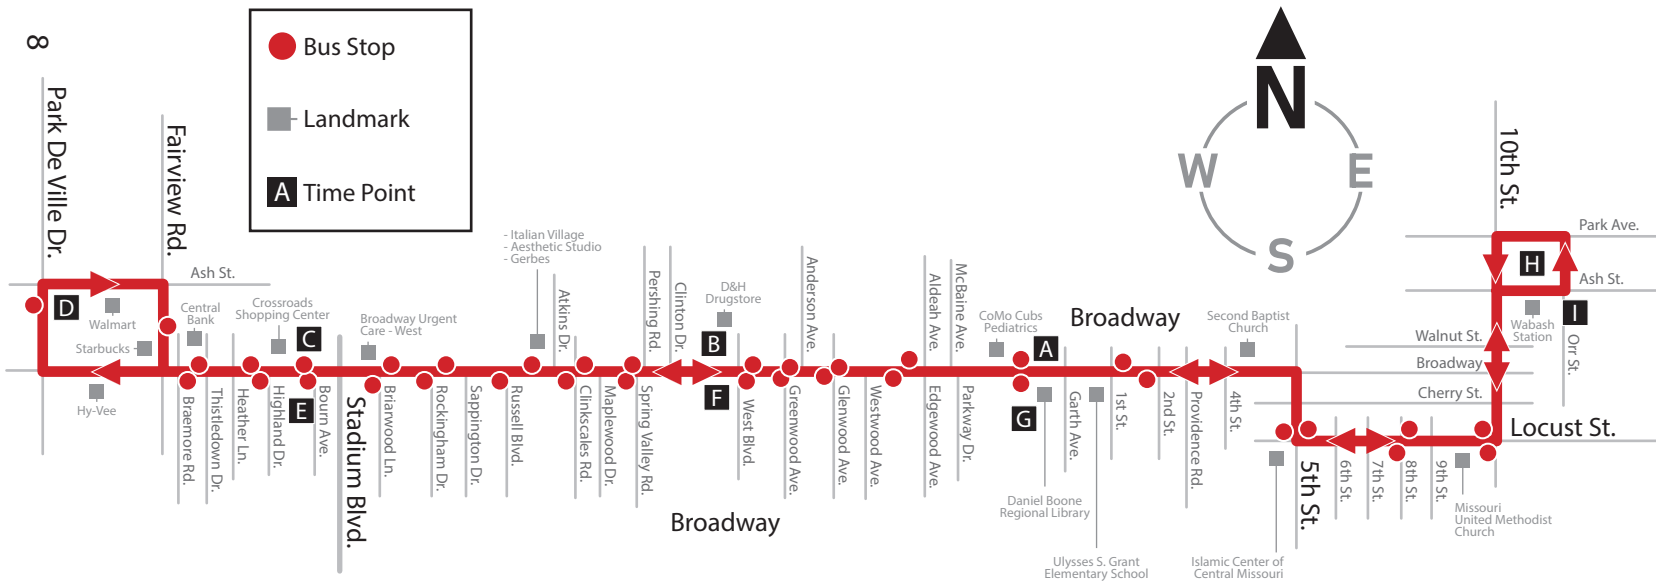 8
Bus Stop
Landmark
A Time Point
N
W
E
S
Park De Ville Dr.
Fairview Rd.
10th St.
Park Ave.
Ash St.
Orr St.
H
I
Wabash
Station
Walnut St.
Broadway
Cherry St.
Locust St.
Ash St.
D
Walmart
Starbucks
Hy-Vee
Central
Bank
Crossroads
Shopping Center
C
E
Broadway Urgent
Care - West
- Italian Village
- Aesthetic Studio
- Gerbes
Atkins Dr.
Pershing Rd.
Clinton Dr.
D&H
Drugstore
B
F
Anderson Ave.
Aldeah Ave.
McBaine Ave.
CoMo Cubs
Pediatrics
A
G
Broadway
Second Baptist
Church
Braemore Rd.
Thistledown Dr.
Heather Ln.
Highland Dr.
Bourn Ave.
Stadium Blvd.
Briarwood Ln.
Rockingham Dr.
Sappington Dr.
Russell Blvd.
Clinkscales Rd.
Maplewood Dr.
Spring Valley Rd.
Broadway
West Blvd.
Greenwood Ave.
Glenwood Ave.
Westwood Ave.
Edgewood Ave.
Parkway Dr.
Garth Ave.
Daniel Boone
Regional Library
Ulysses S. Grant
Elementary School
1st St.
2nd St.
Providence Rd.
4th St.
Islamic Center of
Central Missouri
5th St.
6th St.
7th St.
8th St.
9th St.
Missouri
United Methodist
Church